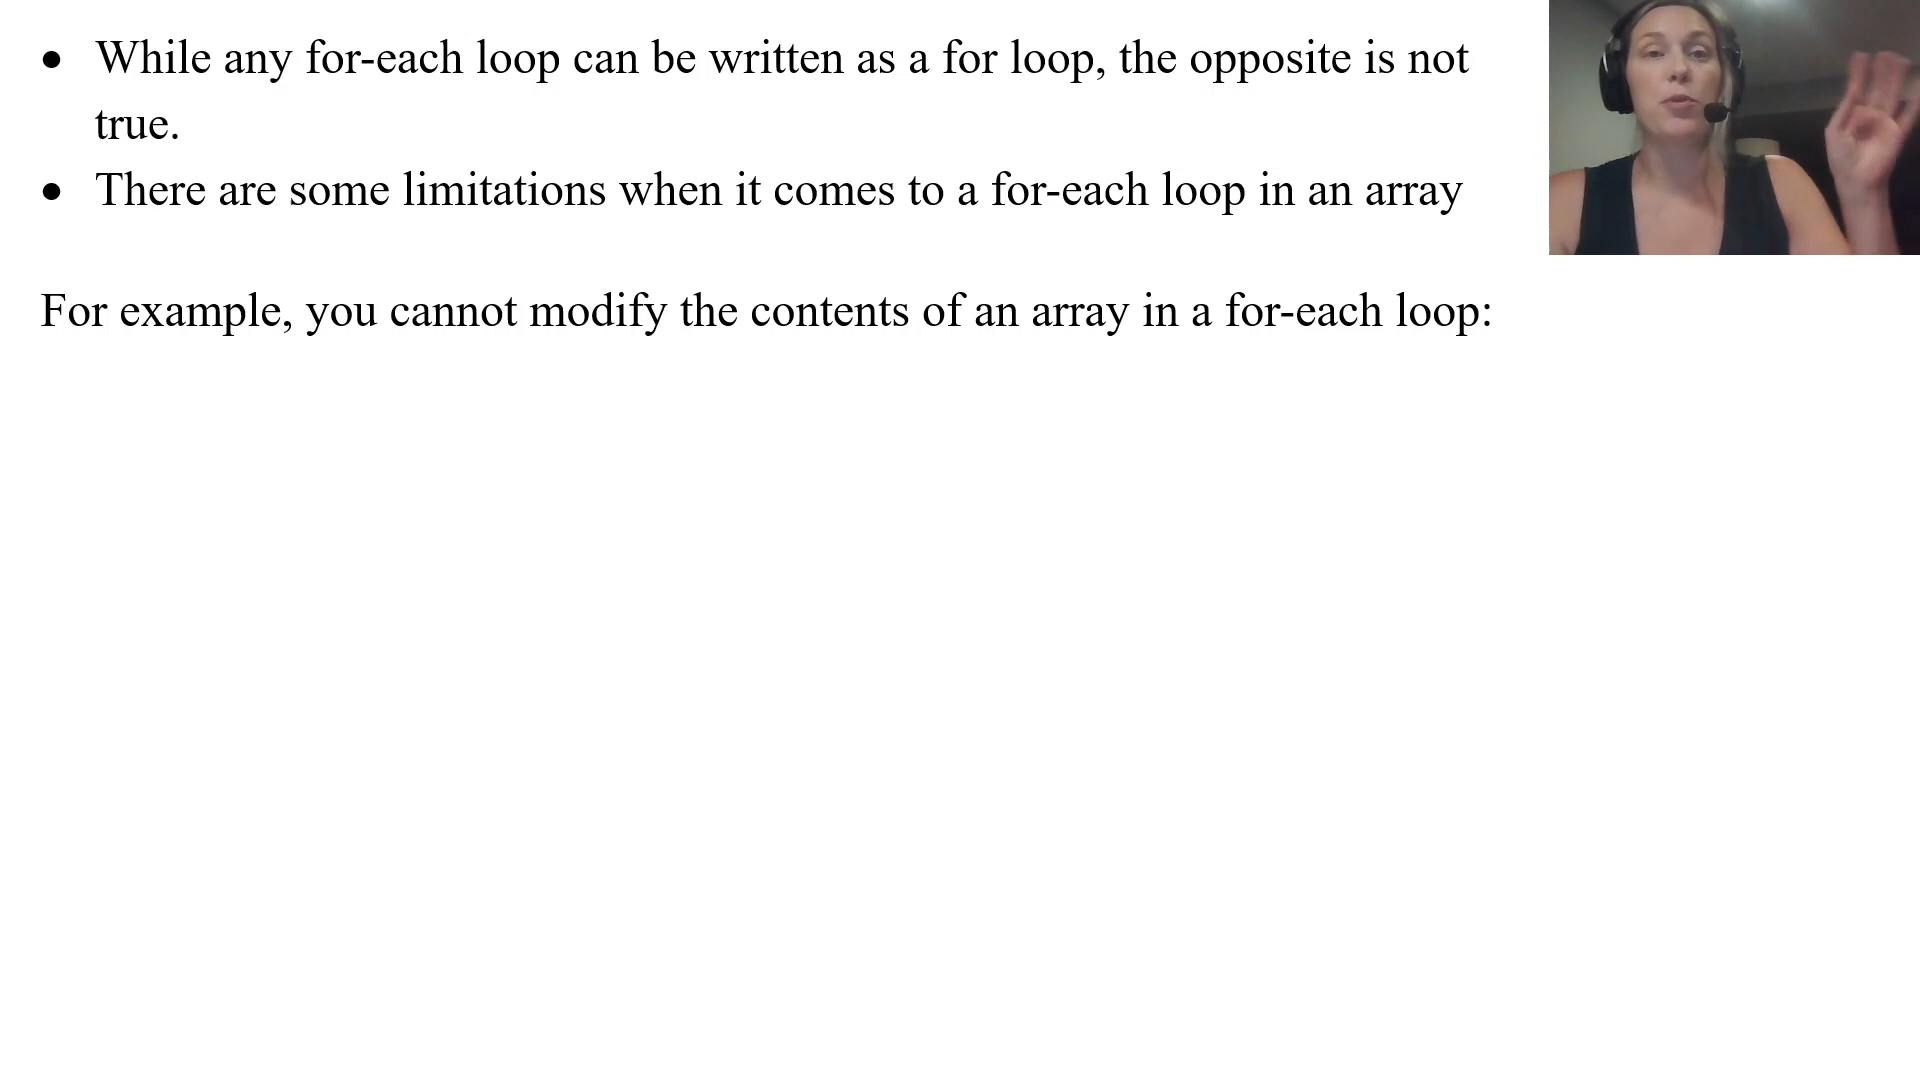 • While any for-each loop can be written as a for loop, the opposite is not
true.
• There are some limitations when it comes to a for-each loop in an array
For example, you cannot modify the contents of an array in a for-each loop: